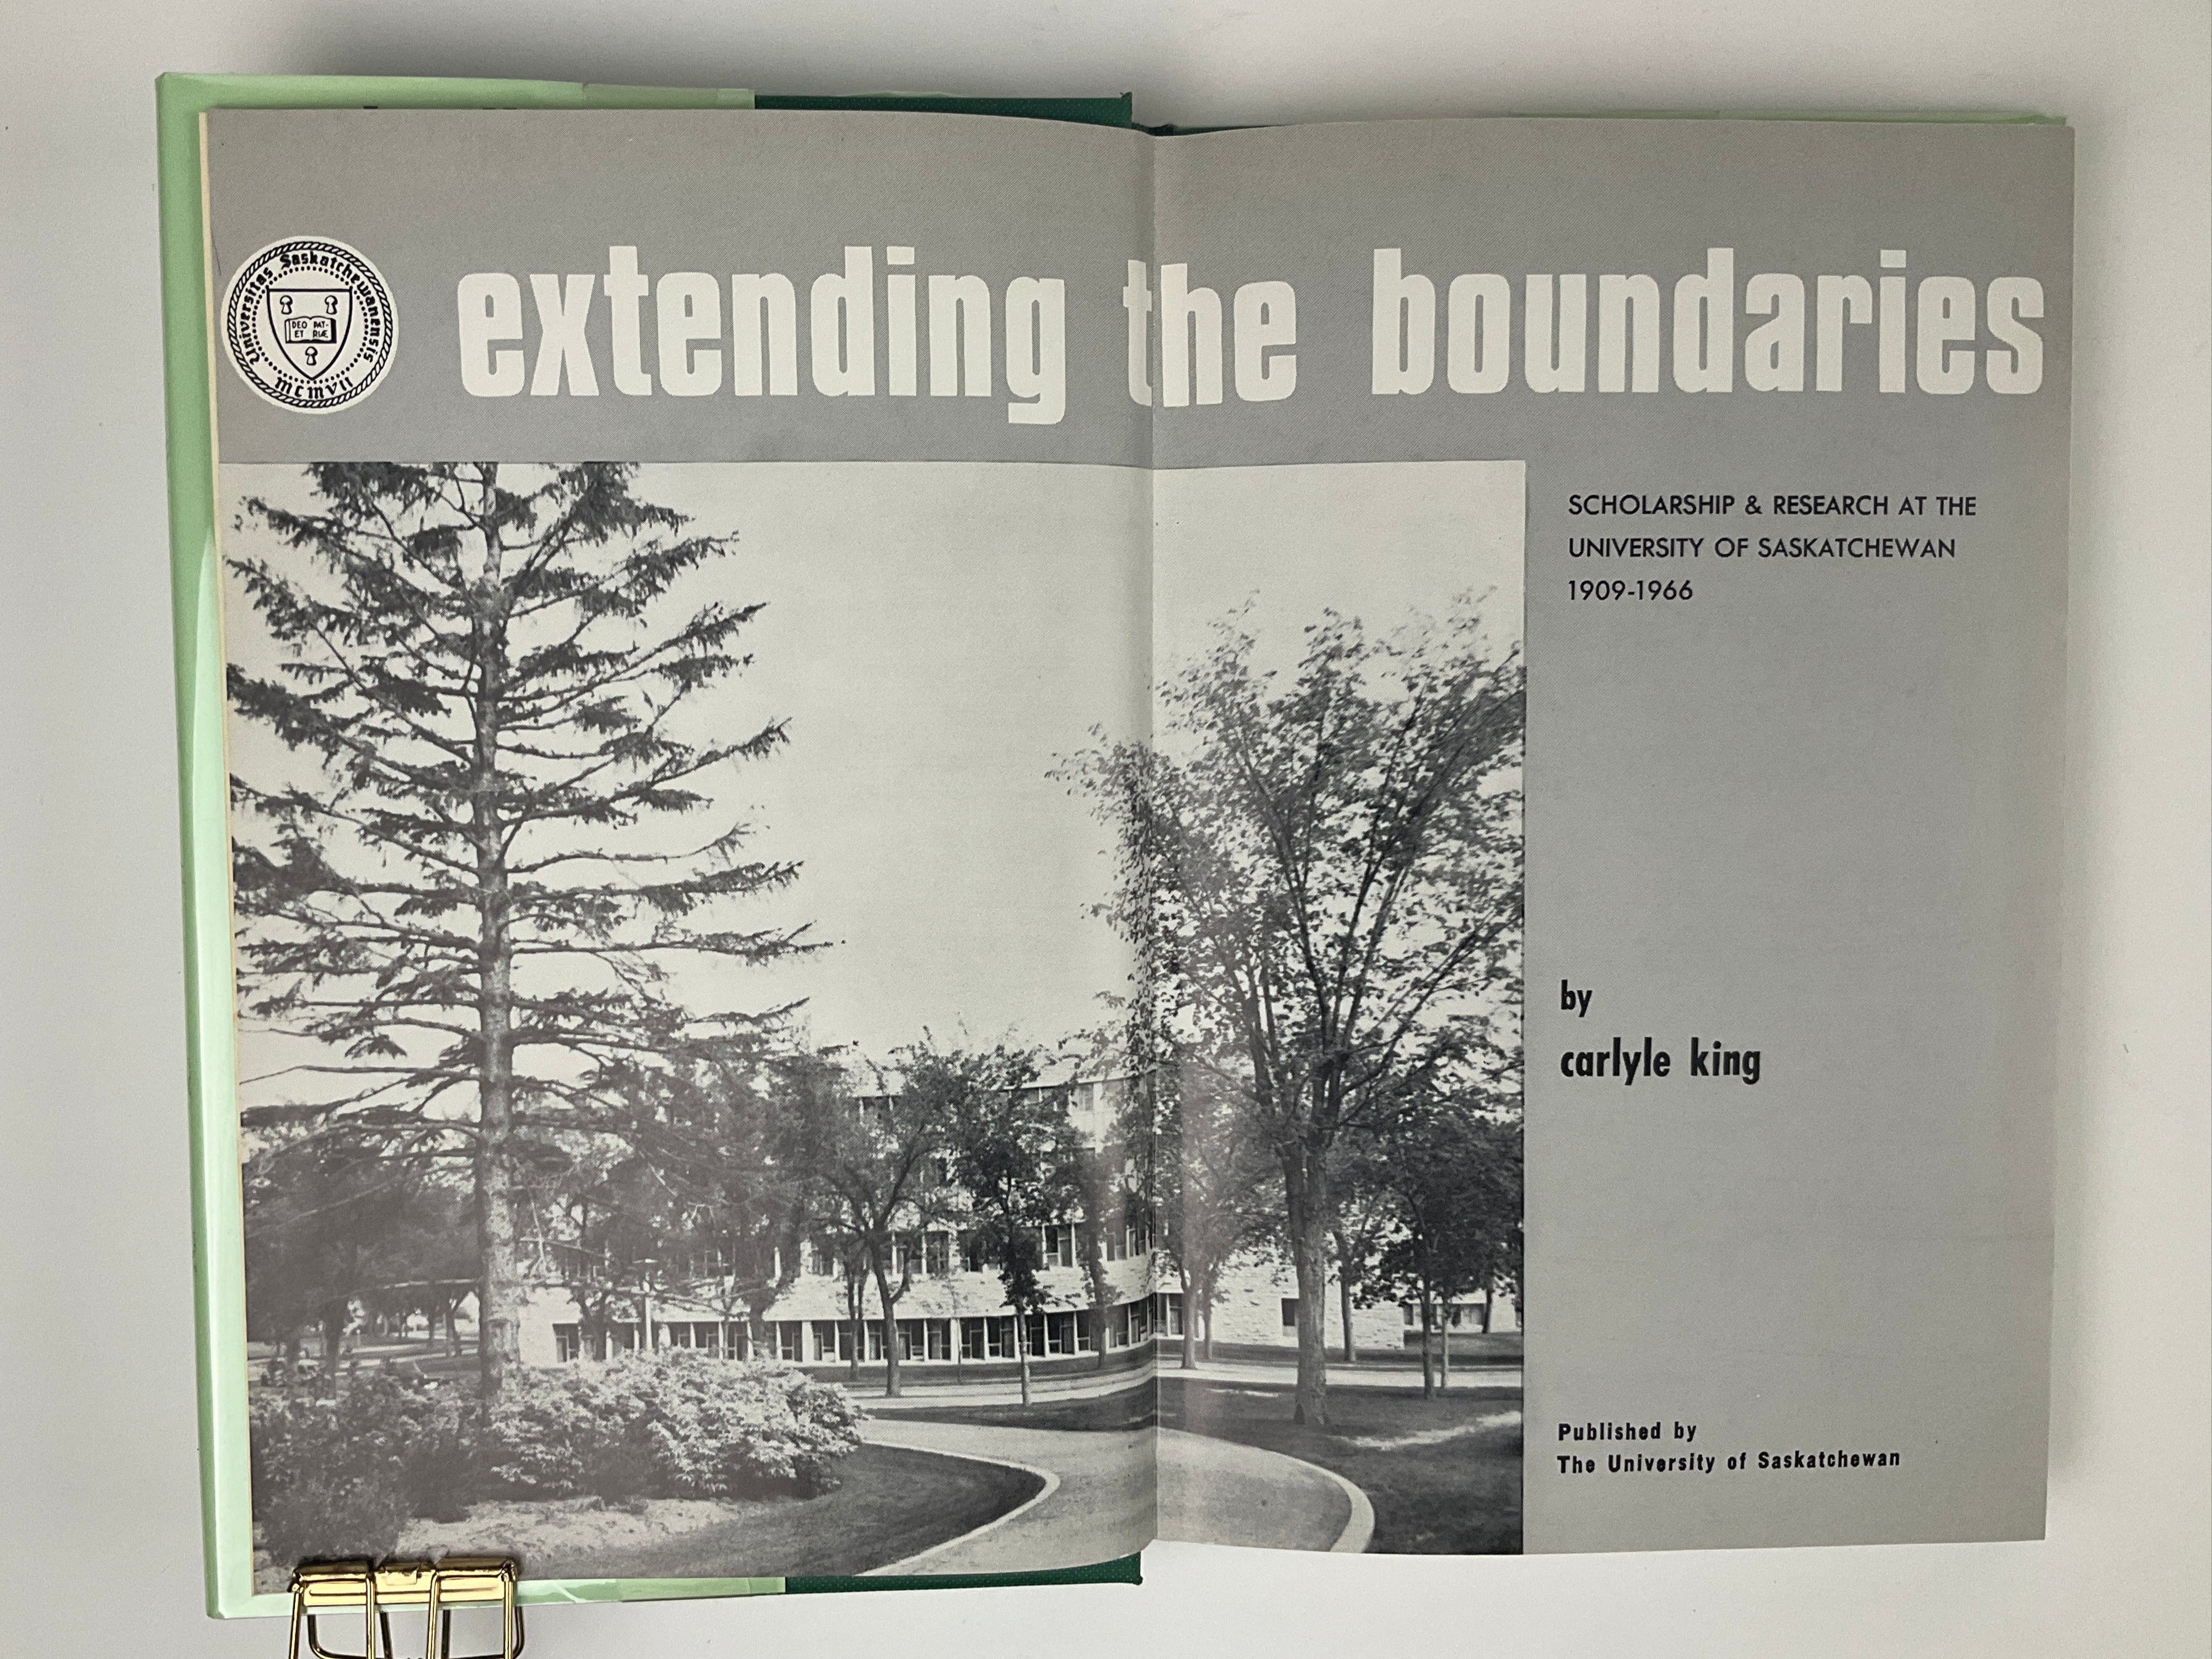 Universitas Saskatchewanensis
DEO PAT-
ET RIÆ
mcmvii
extending the boundaries
SCHOLARSHIP & RESEARCH AT THE
UNIVERSITY OF SASKATCHEWAN
1909-1966
by
carlyle king
Published by
The University of Saskatchewan